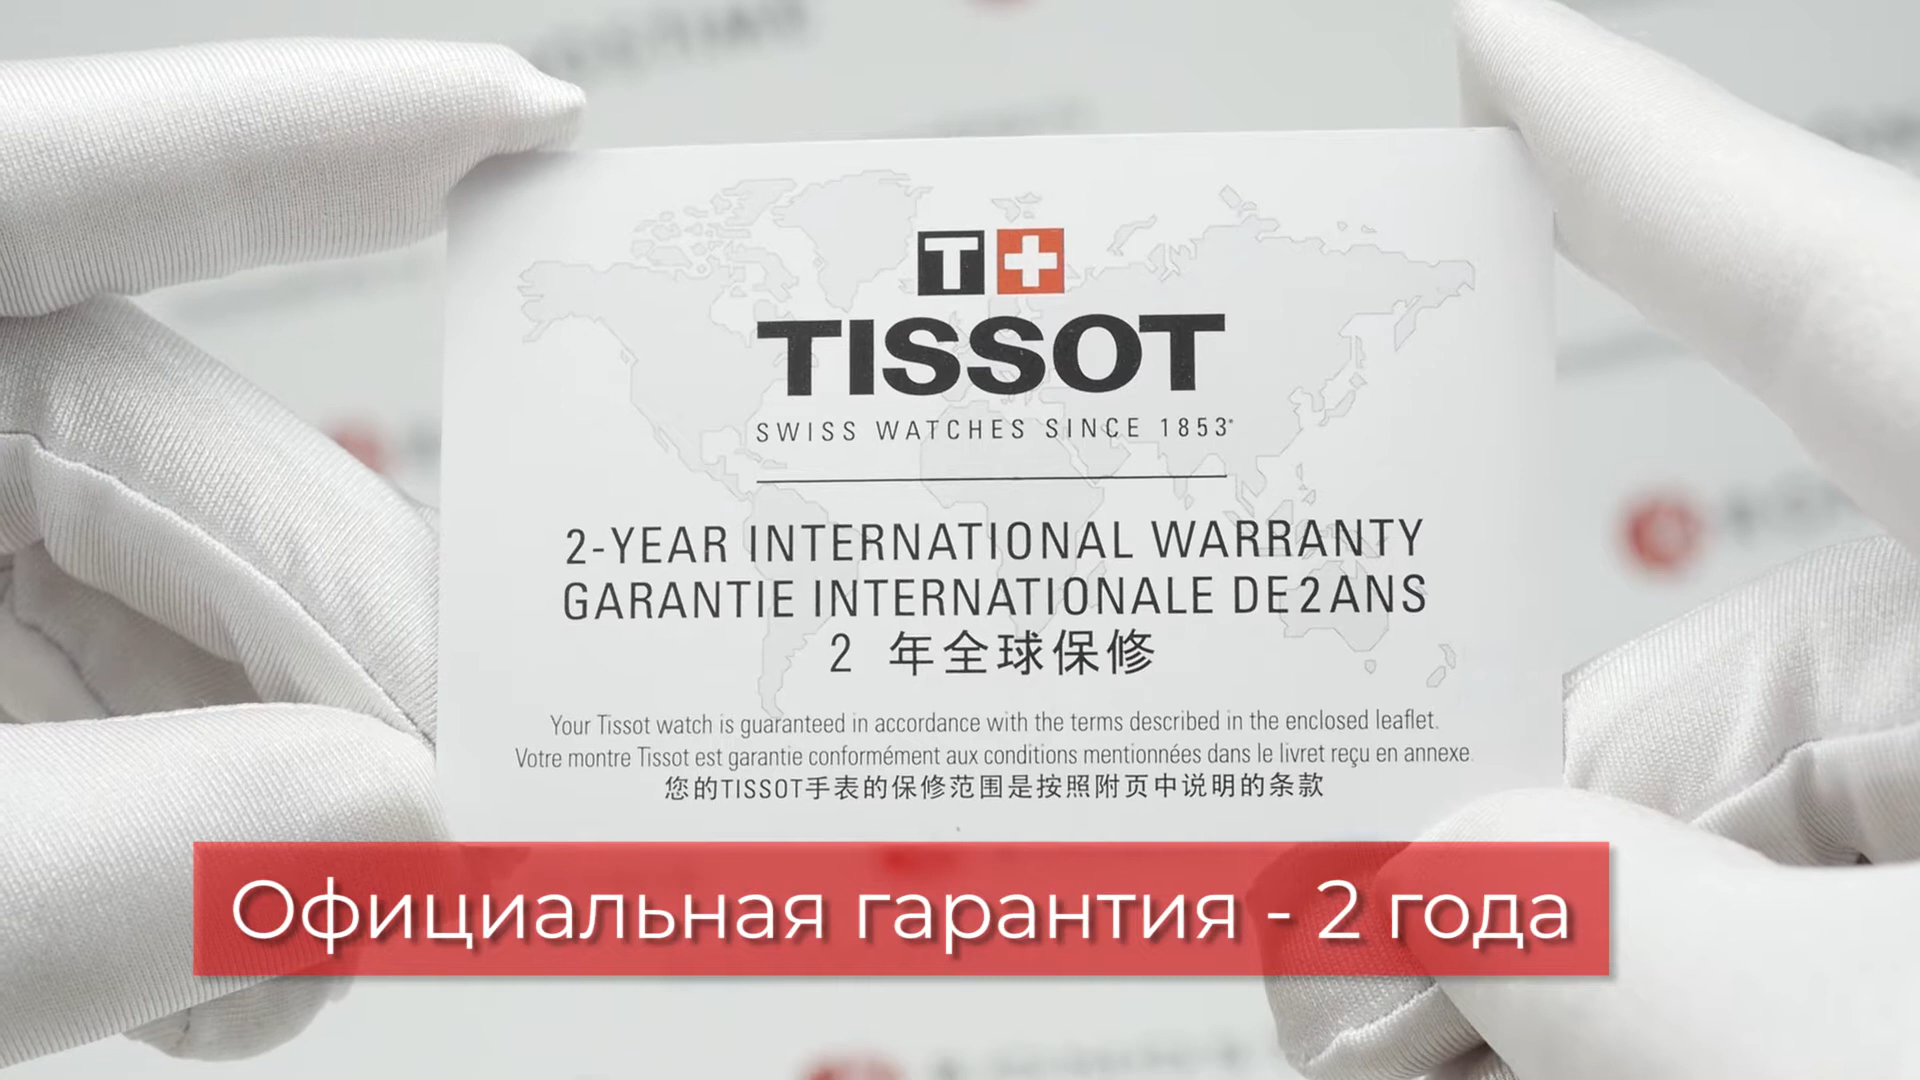 T+
TISSOT
SWISS WATCHES SINCE 1853
2-YEAR INTERNATIONAL WARRANTY
GARANTIE INTERNATIONALE DE 2 ANS
2 年全球保修
Your Tissot watch is guaranteed in accordance with the terms described in the enclosed leaflet.
Votre montre Tissot est garantie conformément aux conditions mentionnées dans le livret reçu en annexe.
您的TISSOT手表的保修范围是按照附页中说明的条款
Официальная гарантия - 2 года